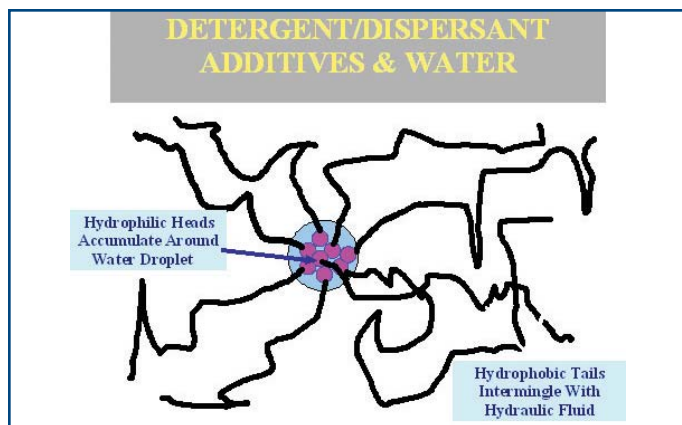 DETERGENT/DISPERSANT
ADDITIVES & WATER
Hydrophilic Heads
Accumulate Around
Water Droplet
Hydrophobic Tails
Intermingle With
Hydraulic Fluid